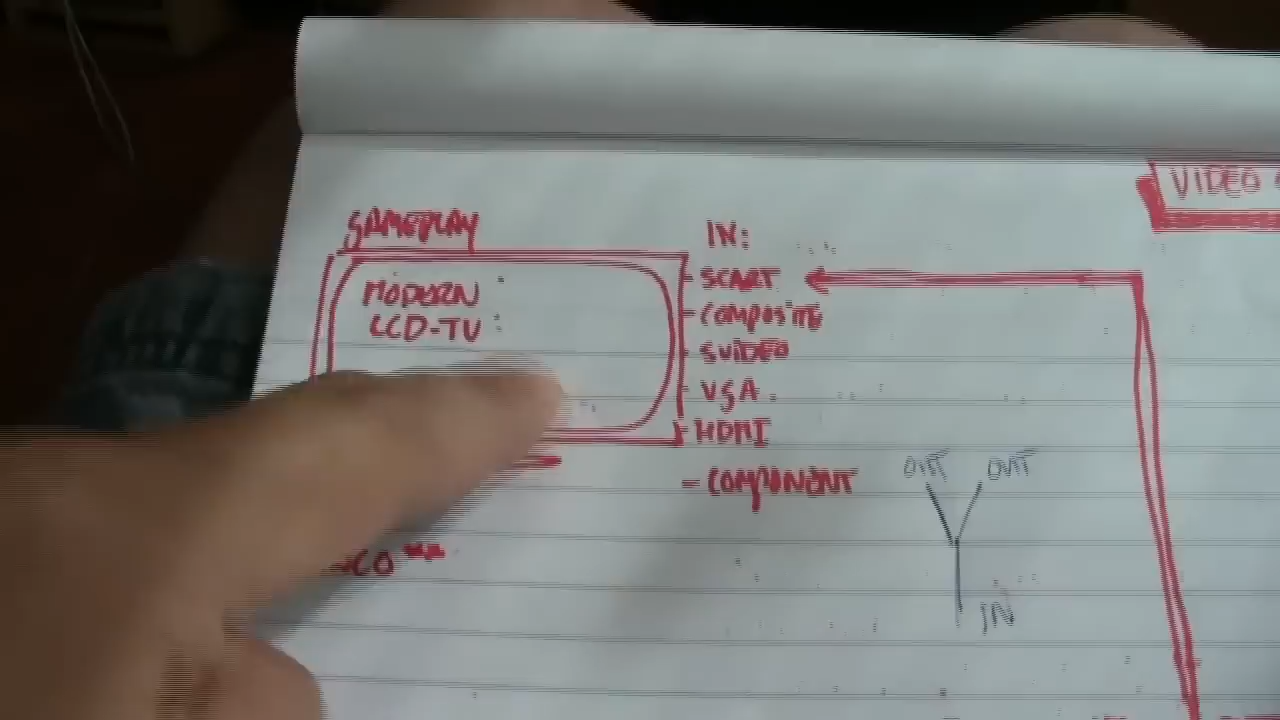 VIDEO
GAMEPLAY
IN:
MODERN
LCD-TV
SCART
COMPOSITE
SVIDEO
VGA
HDMI
- COMPONENT
OUT OUT
IN